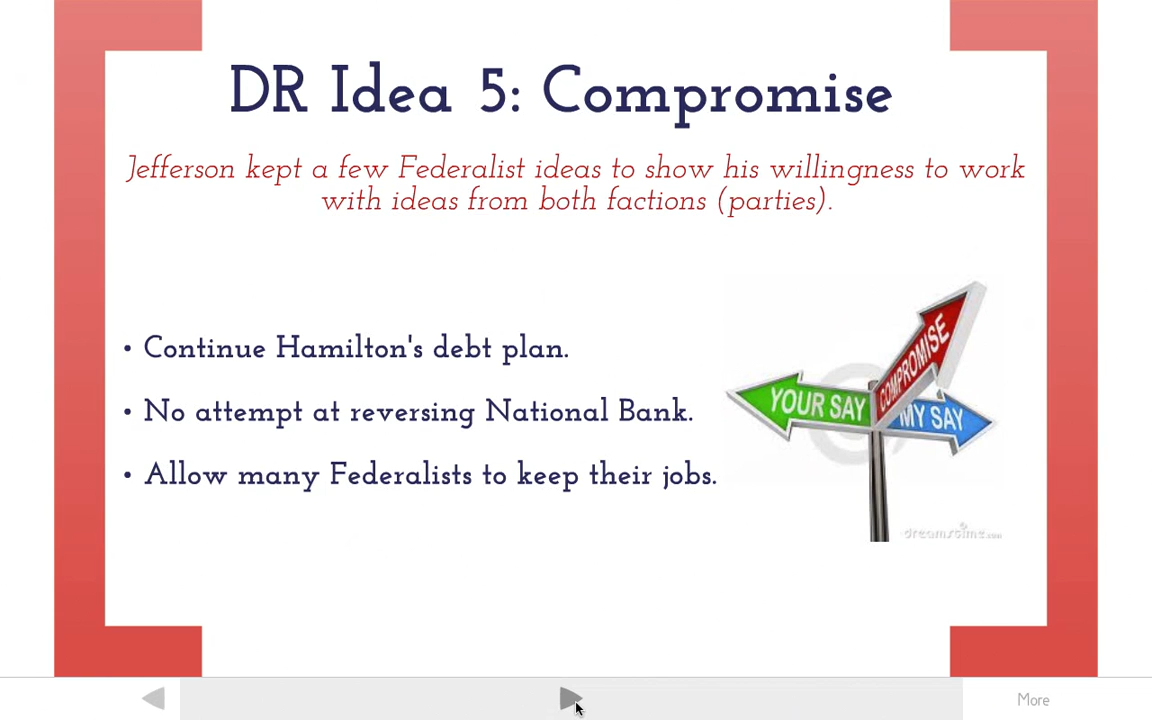 DR Idea 5: Compromise
Jefferson kept a few Federalist ideas to show his willingness to work
with ideas from both factions (parties).
• Continue Hamilton's debt plan.
• No attempt at reversing National Bank.
• Allow many Federalists to keep their jobs.
COMPROMISE
YOUR SAY
MY SAY
dreamstime.com
More